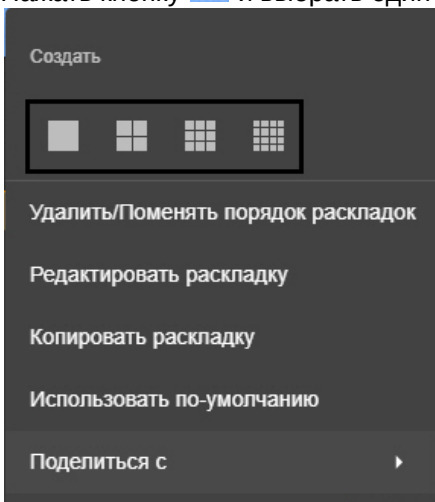 Создать
Удалить/Поменять порядок раскладок
Редактировать раскладку
Копировать раскладку
Использовать по-умолчанию
Поделиться с